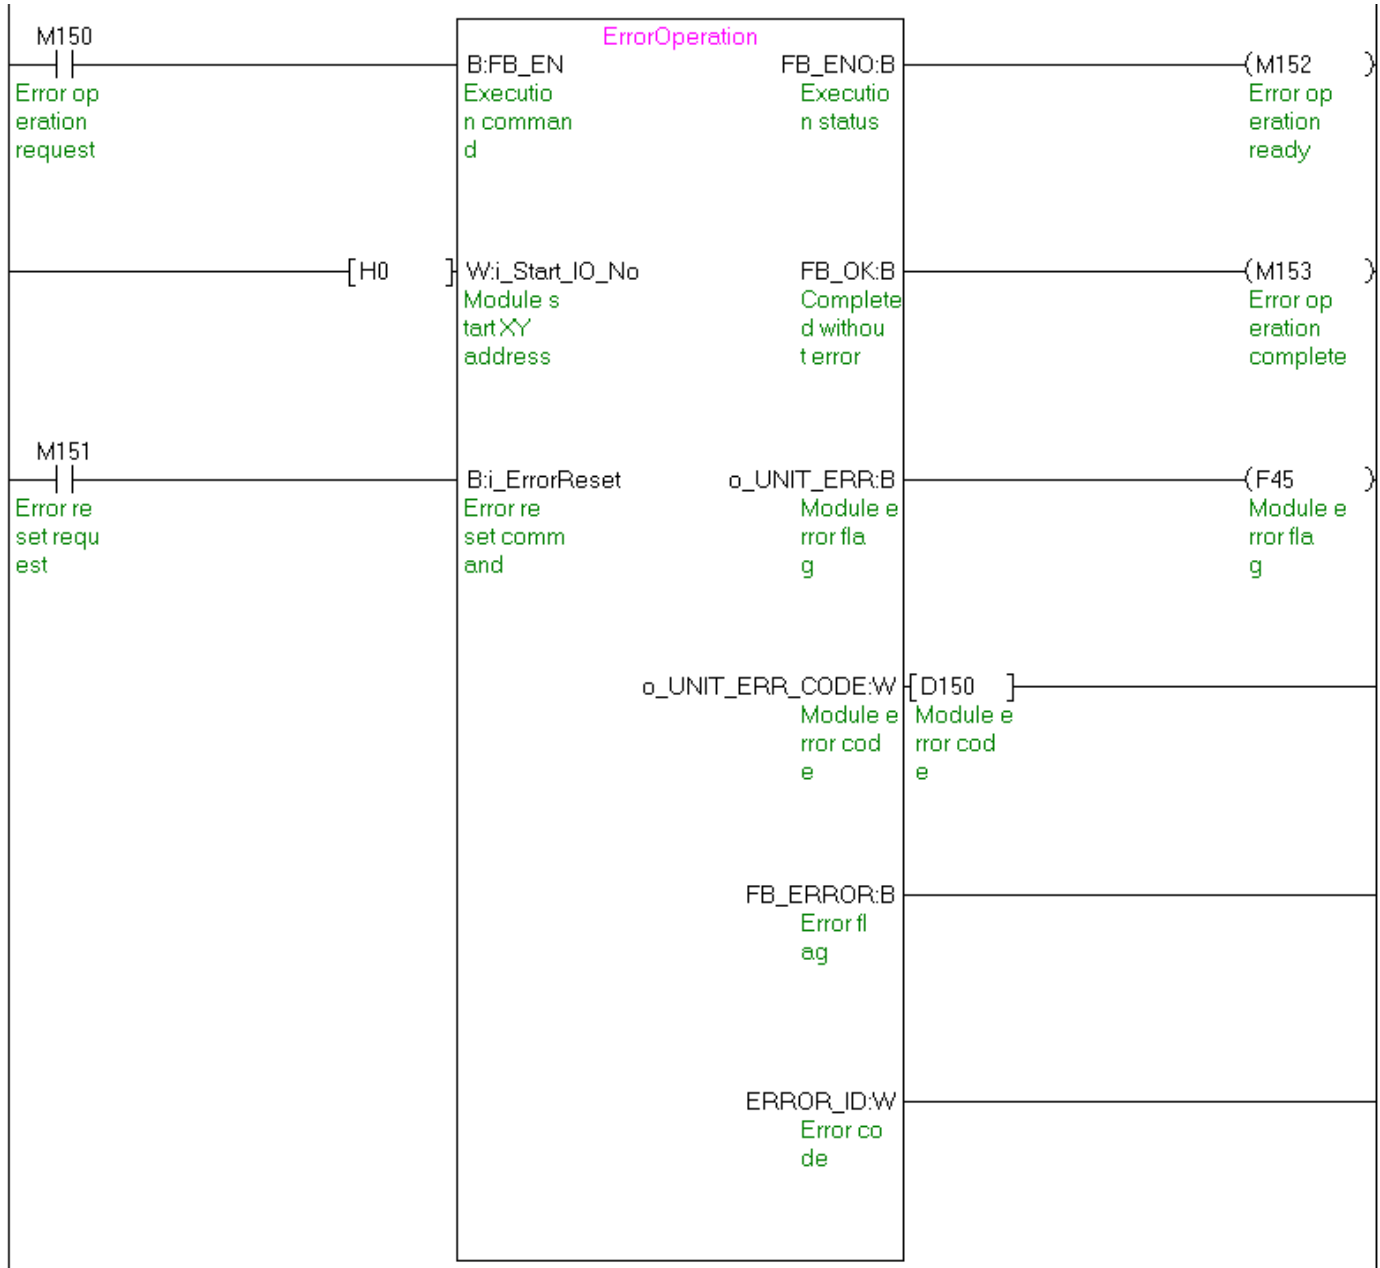 ErrorOperation
M150
B:FB_EN
FB_ENO:B
(M152 )
Error op
eration
request
Executio
n comman
d
Executio
n status
Error op
eration
ready
[H0 ]
W:i_Start_IO_No
FB_OK:B
(M153 )
Module s
tart XY
address
Complete
d withou
t error
Error op
eration
complete
M151
B:i_ErrorReset
o_UNIT_ERR:B
(F45 )
Error re
set requ
est
Error re
set comm
and
Module e
rror fla
g
Module e
rror fla
g
o_UNIT_ERR_CODE:W
[D150 ]
Module e
rror cod
e
Module e
rror cod
e
FB_ERROR:B
Error fl
ag
ERROR_ID:W
Error co
de